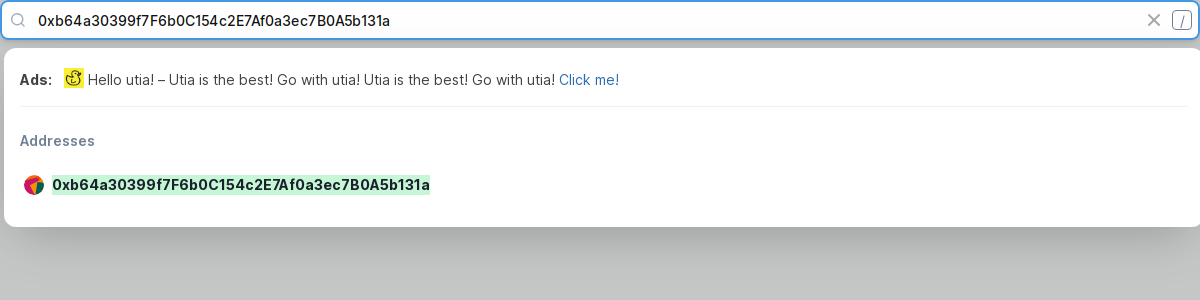 0xb64a30399f7F6b0C154c2E7Af0a3ec7B0A5b131a /
Ads: Hello utia! – Utia is the best! Go with utia! Utia is the best! Go with utia! Click me!
Addresses
0xb64a30399f7F6b0C154c2E7Af0a3ec7B0A5b131a